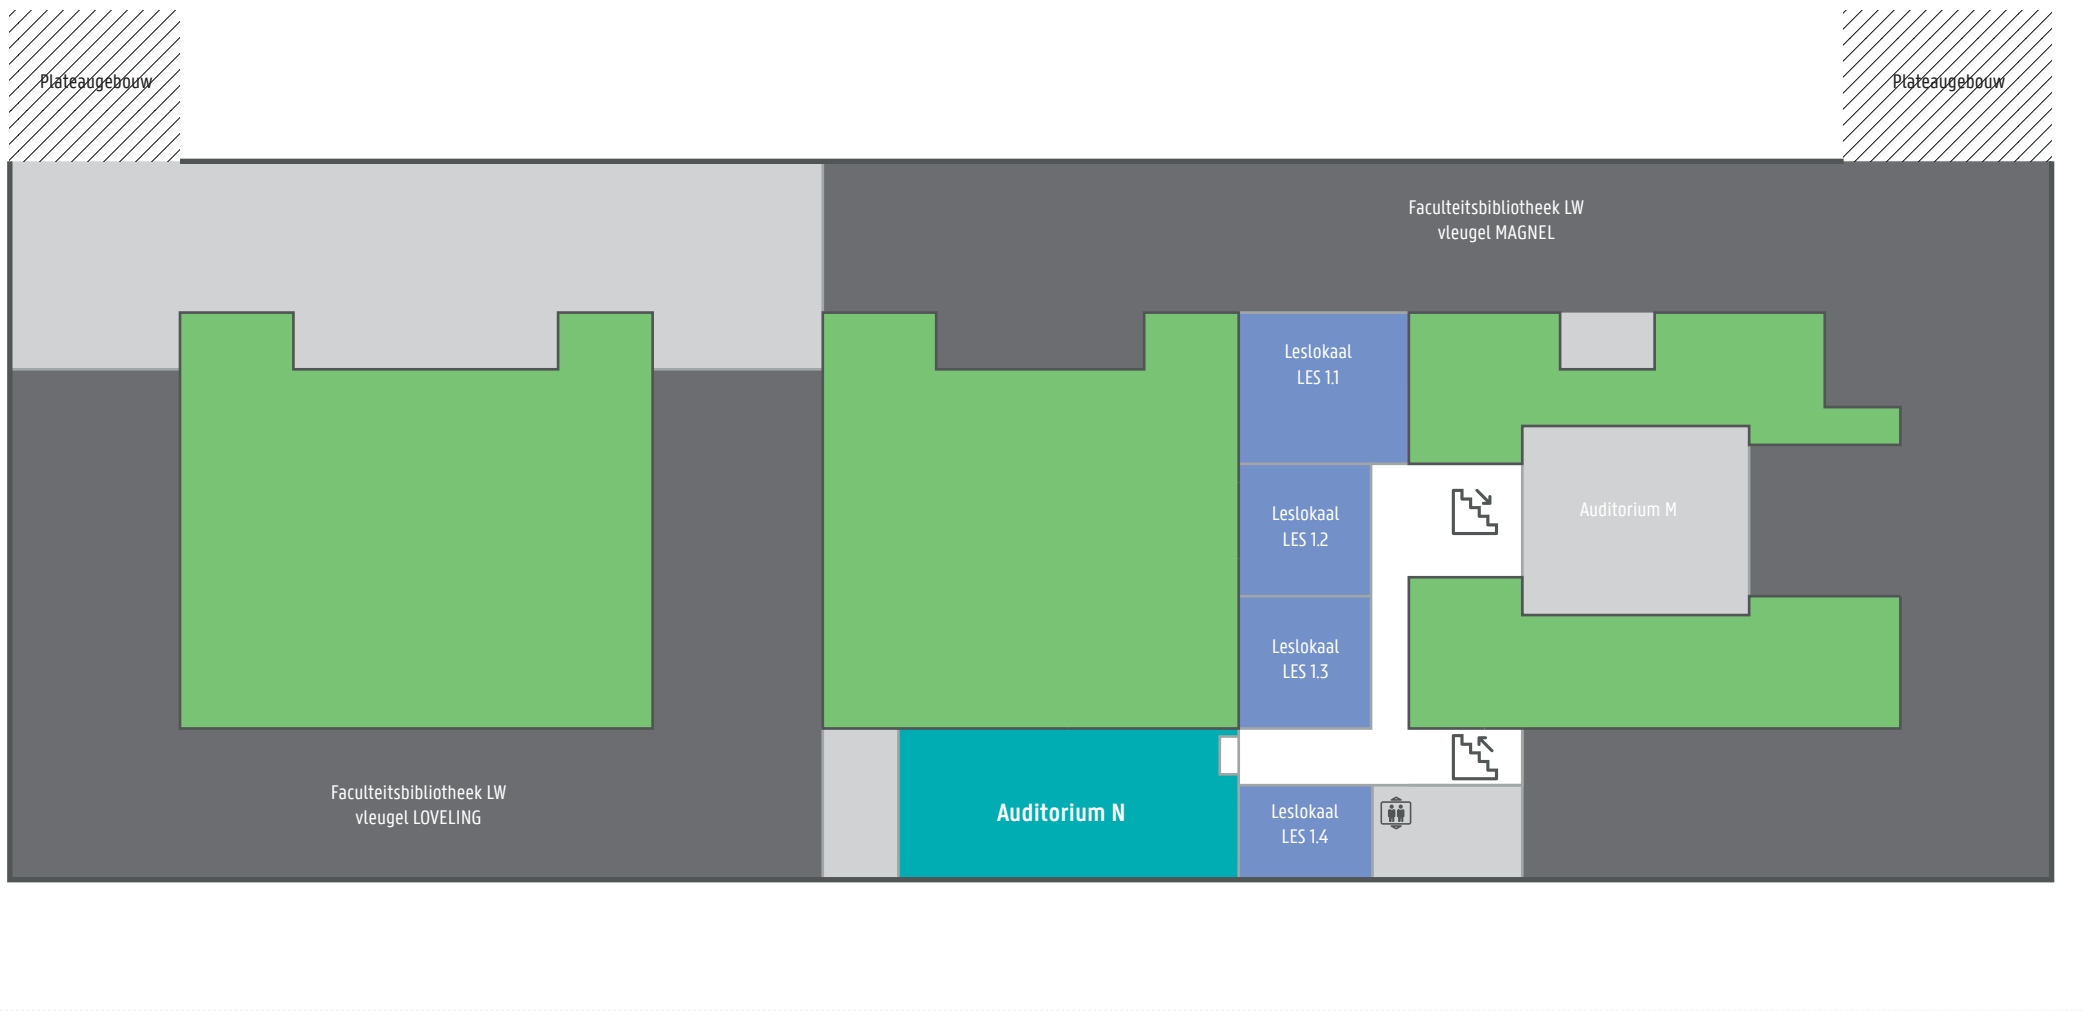 Plateaugebouw
Plateaugebouw
Faculteitsbibliotheek LW
vleugel MAGNEL
Leslokaal
LES 1.1
Leslokaal
LES 1.2
Auditorium M
Leslokaal
LES 1.3
Faculteitsbibliotheek LW
vleugel LOVELING
Auditorium N
Leslokaal
LES 1.4